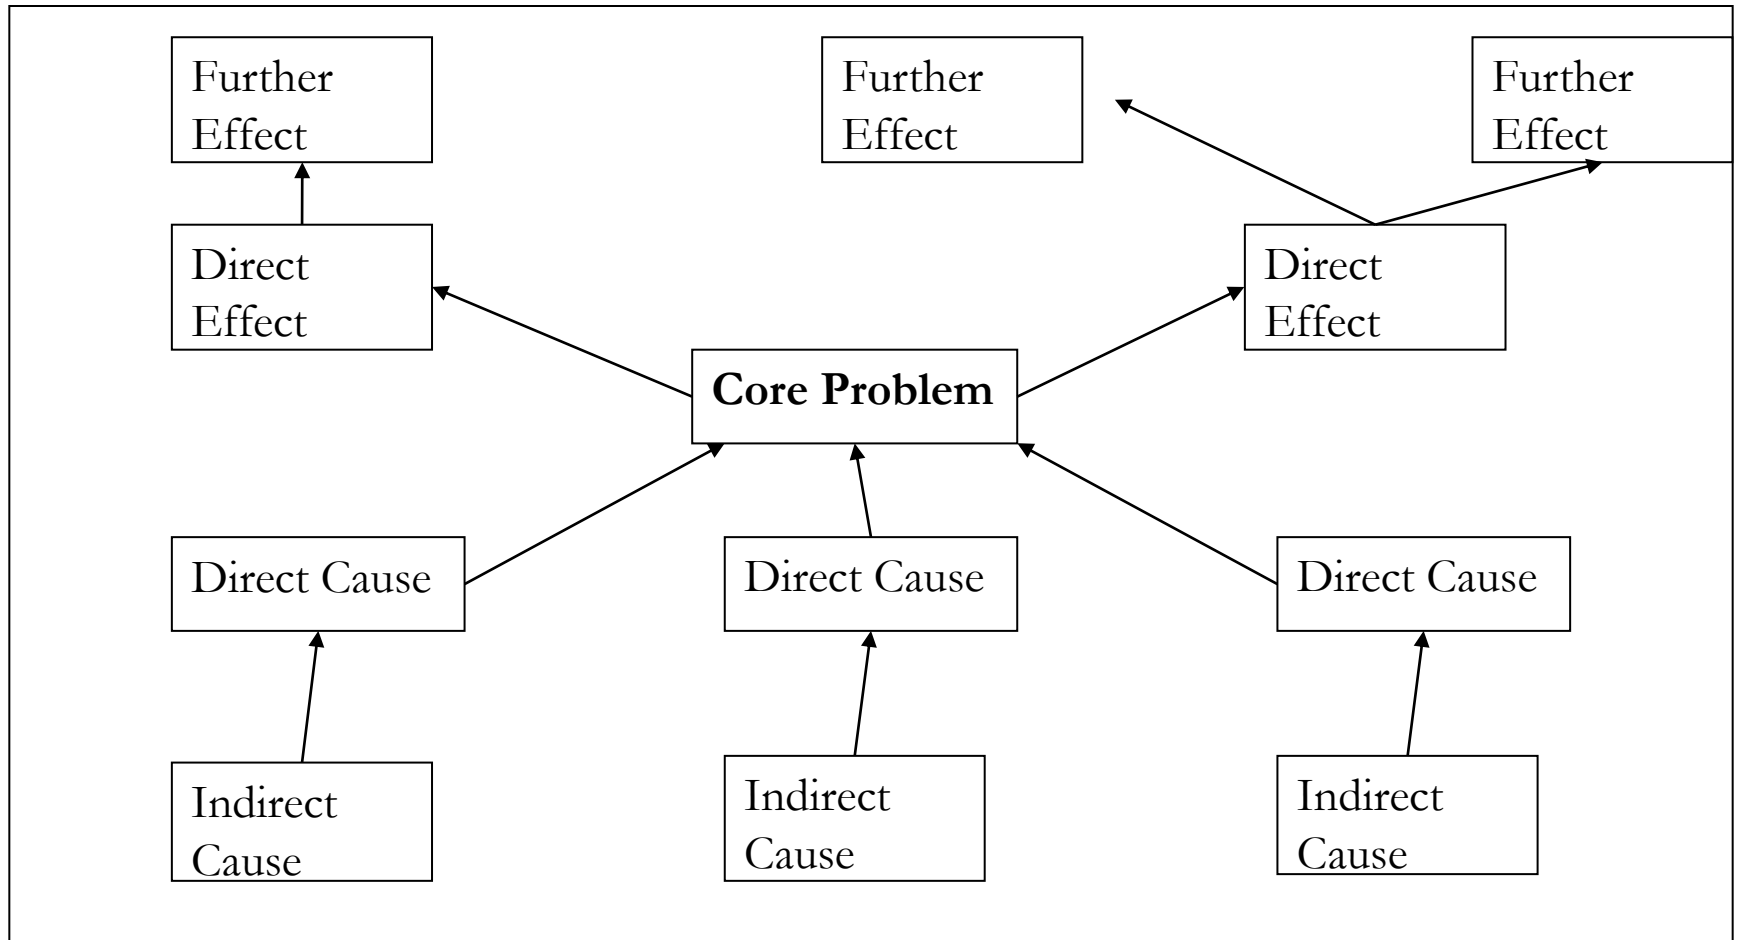 Further
Effect
Further
Effect
Further
Effect
Direct
Effect
Direct
Effect
Core Problem
Direct Cause
Direct Cause
Direct Cause
Indirect
Cause
Indirect
Cause
Indirect
Cause